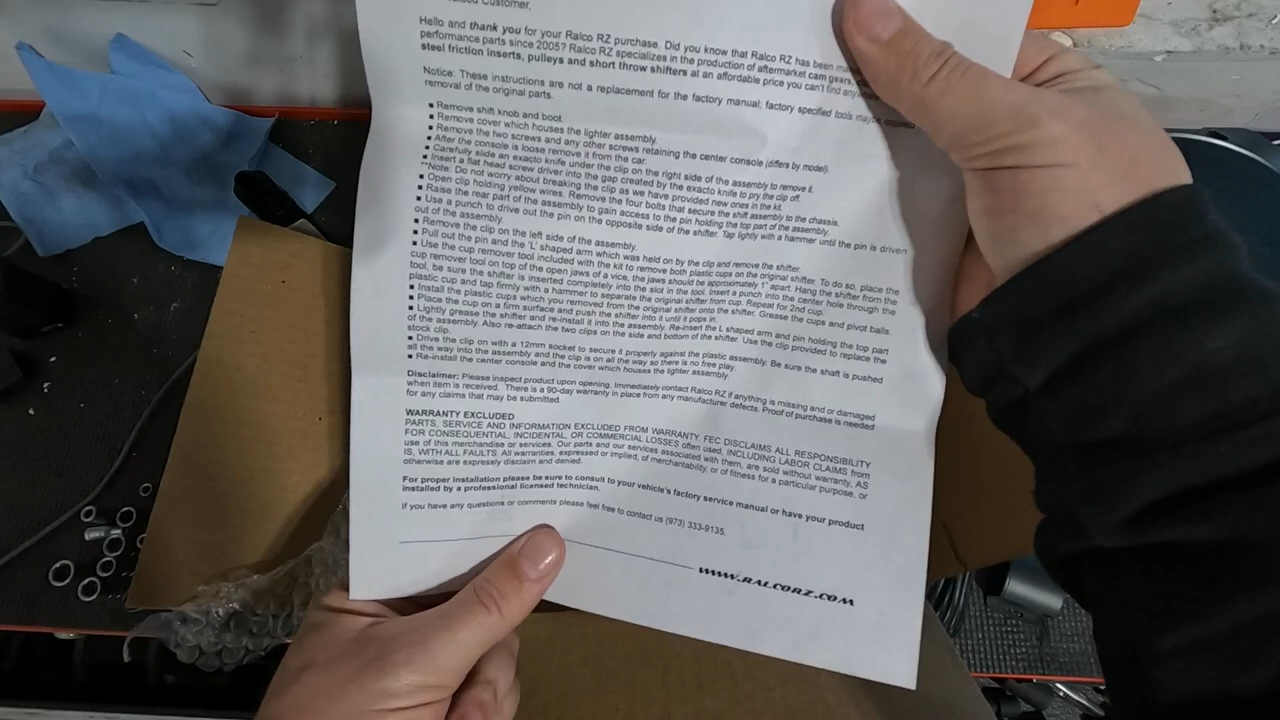 Customer,
Hello and thank you for your Ralco RZ purchase. Did you know that Ralco RZ has been
performance parts since 2005? Ralco RZ specializes in the production of aftermarket cam gears,
steel friction inserts, pulleys and short throw shifters at an affordable price you can't find
Notice: These instructions are not a replacement for the factory manual; factory specified tools may be required
removal of the original parts.
▪ Remove shift knob and boot.
▪ Remove cover which houses the lighter assembly.
▪ Remove the two screws and any other screws retaining the center console (differs by model).
▪ After the console is loose remove it from the car.
▪ Carefully slide an exacto knife under the clip on the right side of the assembly to remove it.
▪ Insert a flat head screw driver into the gap created by the exacto knife to pry the clip off.
**Note: Do not worry about breaking the clip as we have provided new ones in the kit.
▪ Open clip holding yellow wires. Remove the four bolts that secure the shift assembly to the chassis.
▪ Raise the rear part of the assembly to gain access to the pin holding the top part of the assembly.
▪ Use a punch to drive out the pin on the opposite side of the shifter. Tap lightly with a hammer until the pin is driven
out of the assembly.
▪ Remove the clip on the left side of the assembly.
▪ Pull out the pin and the 'L' shaped arm which was held on by the clip and remove the shifter.
▪ Use the cup remover tool included with the kit to remove both plastic cups on the original shifter. To do so, place the
cup remover tool on top of the open jaws of a vice, the jaws should be approximately 1" apart. Hang the shifter from the
tool, be sure the shifter is inserted completely into the slot in the tool. Insert a punch into the center hole through the
plastic cup and tap firmly with a hammer to separate the original shifter from cup. Repeat for 2nd cup.
▪ Install the plastic cups which you removed from the original shifter onto the shifter. Grease the cups and pivot balls.
▪ Place the cup on a firm surface and push the shifter into it until it pops in.
▪ Lightly grease the shifter and re-install it into the assembly. Re-insert the L shaped arm and pin holding the top part
of the assembly. Also re-attach the two clips on the side and bottom of the shifter. Use the clip provided to replace the
stock clip.
▪ Drive the clip on with a 12mm socket to secure it properly against the plastic assembly. Be sure the shaft is pushed
all the way into the assembly and the clip is on all the way so there is no free play.
▪ Re-install the center console and the cover which houses the lighter assembly.
Disclaimer: Please inspect product upon opening. Immediately contact Ralco RZ if anything is missing and or damaged
when item is received. There is a 90-day warranty in place from any manufacturer defects. Proof of purchase is needed
for any claims that may be submitted.
WARRANTY EXCLUDED
PARTS, SERVICE AND INFORMATION EXCLUDED FROM WARRANTY. FEC DISCLAIMS ALL RESPONSIBILITY
FOR CONSEQUENTIAL, INCIDENTAL, OR COMMERCIAL LOSSES often used, INCLUDING LABOR CLAIMS from
use of this merchandise or services. Our parts and our services associated with them, are sold without warranty, AS
IS, WITH ALL FAULTS. All warranties, expressed or implied, of merchantability, or of fitness for a particular purpose, or
otherwise are expressly disclaim and denied.
For proper installation please be sure to consult to your vehicle's factory service manual or have your product
installed by a professional licensed technician.
If you have any questions or comments please feel free to contact us (973) 333-9135.
WWW.RALCORZ.COM